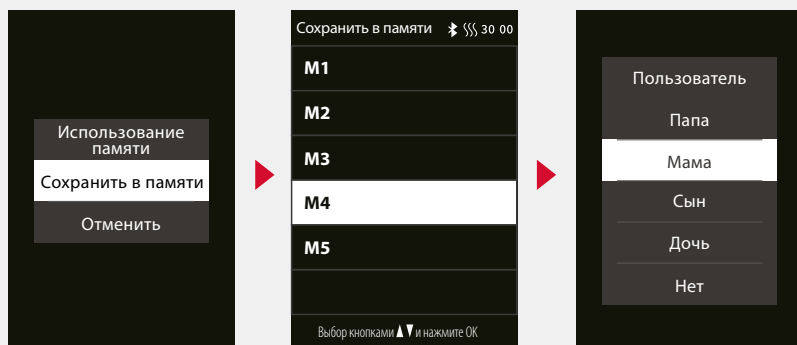 Использование
памяти
Сохранить в памяти
Отменить
Сохранить в памяти 30 00
M1
M2
M3
M4
M5
Выбор кнопками ▲▼ и нажмите OK
Пользователь
Папа
Мама
Сын
Дочь
Нет